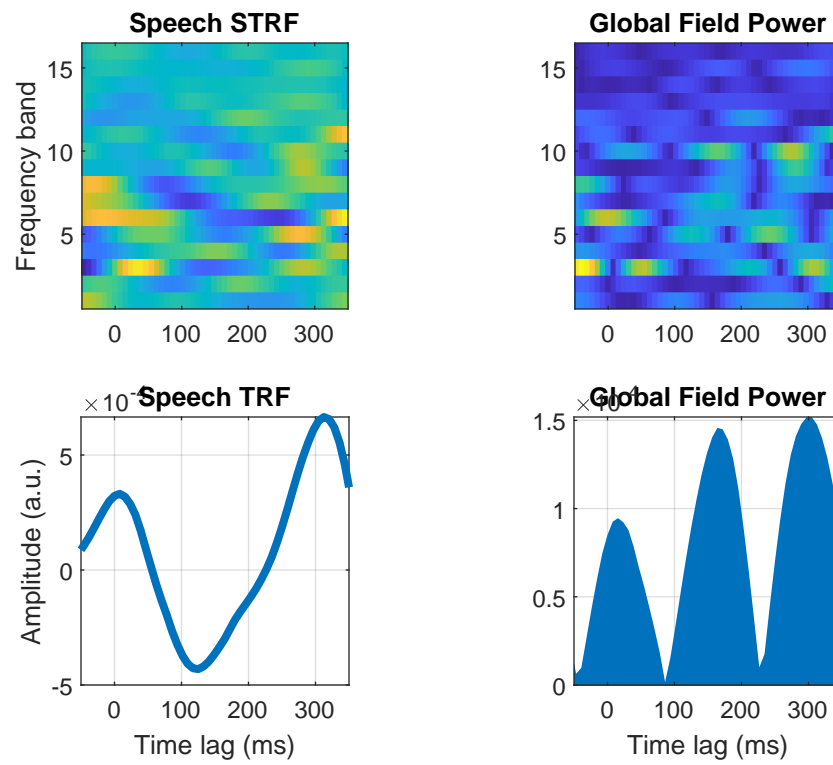 Speech STRF
15
10
5
Frequency band
0 100 200 300
Global Field Power
15
10
5
0 100 200 300
Speech TRF
×10^-4
5
0
-5
Amplitude (a.u.)
0 100 200 300
Time lag (ms)
Global Field Power
1.5
1
0.5
0
0 100 200 300
Time lag (ms)